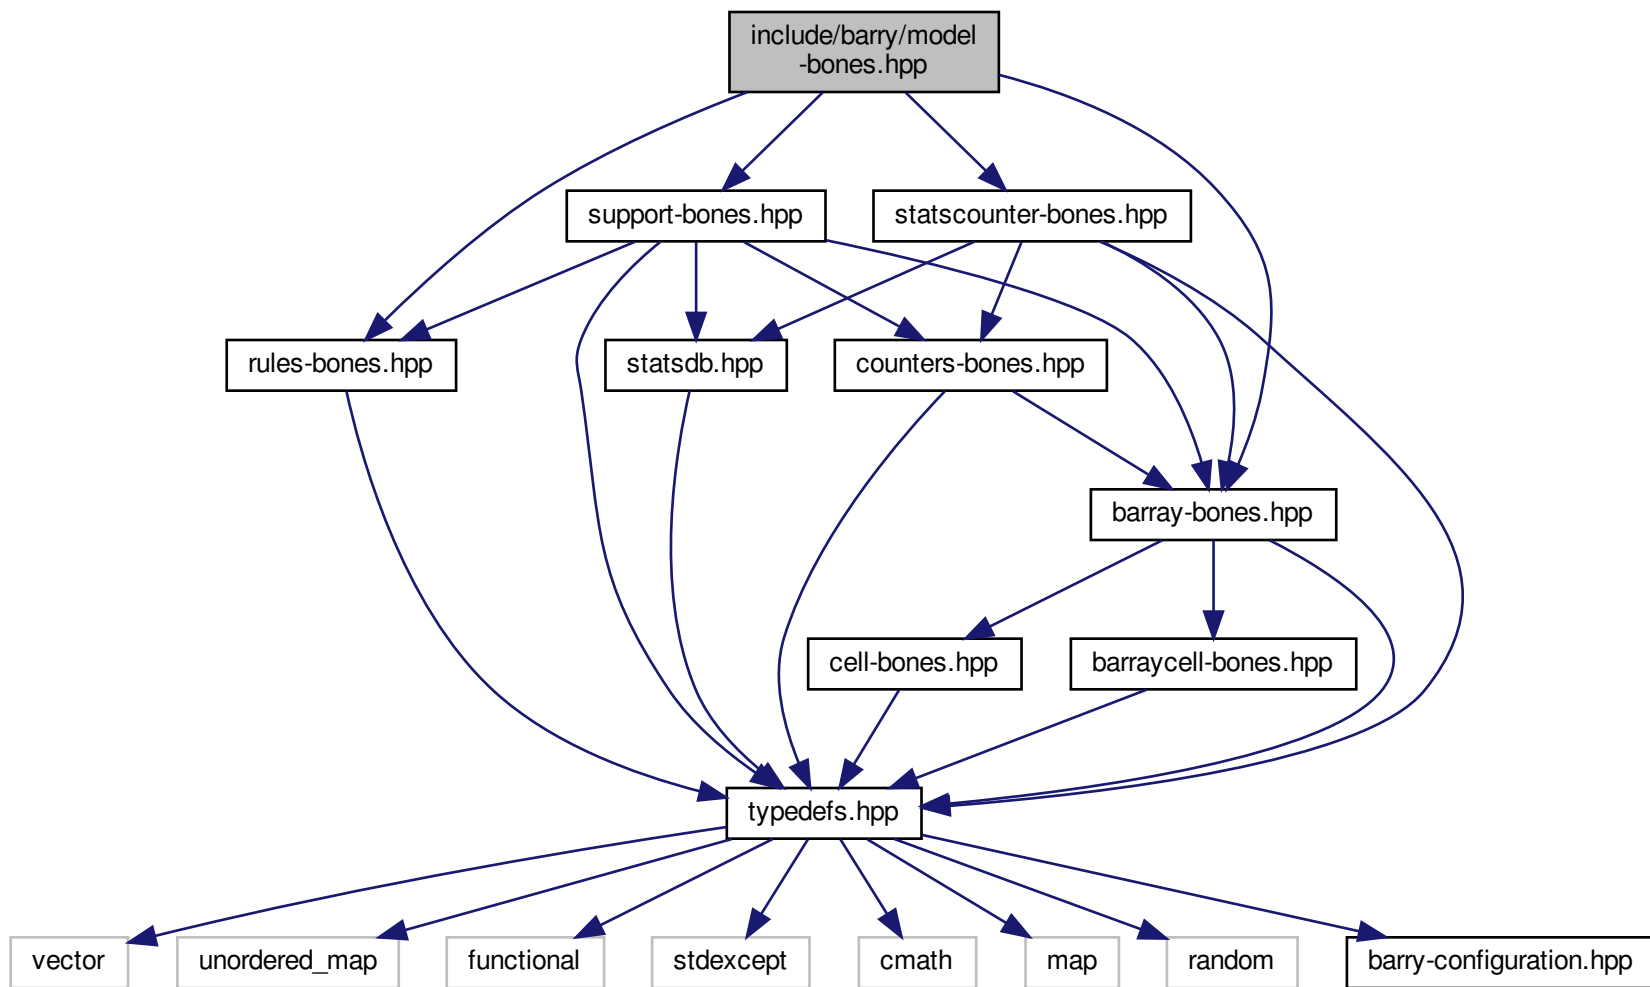 include/barry/model
-bones.hpp
support-bones.hpp
statscounter-bones.hpp
rules-bones.hpp
statsdb.hpp
counters-bones.hpp
barray-bones.hpp
cell-bones.hpp
barraycell-bones.hpp
typedefs.hpp
vector
unordered_map
functional
stdexcept
cmath
map
random
barry-configuration.hpp